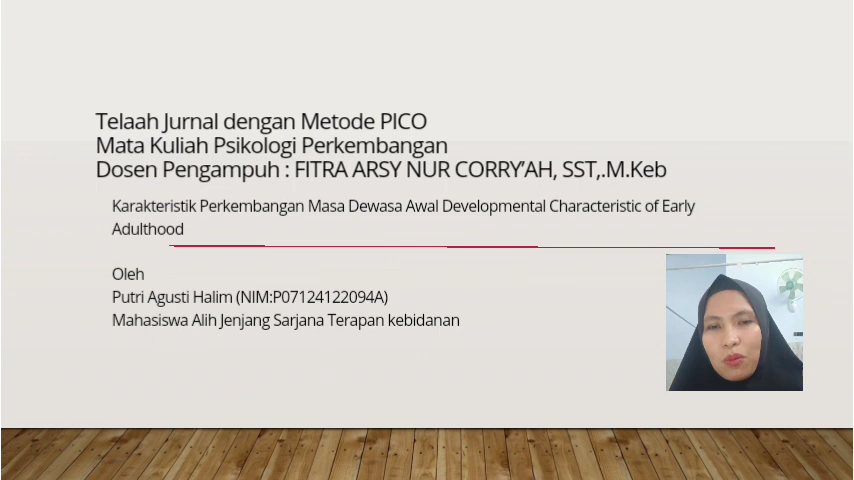 Telaah Jurnal dengan Metode PICO
Mata Kuliah Psikologi Perkembangan
Dosen Pengampuh : FITRA ARSY NUR CORRY’AH, SST,.M.Keb
Karakteristik Perkembangan Masa Dewasa Awal Developmental Characteristic of Early
Adulthood
Oleh
Putri Agusti Halim (NIM:P07124122094A)
Mahasiswa Alih Jenjang Sarjana Terapan kebidanan